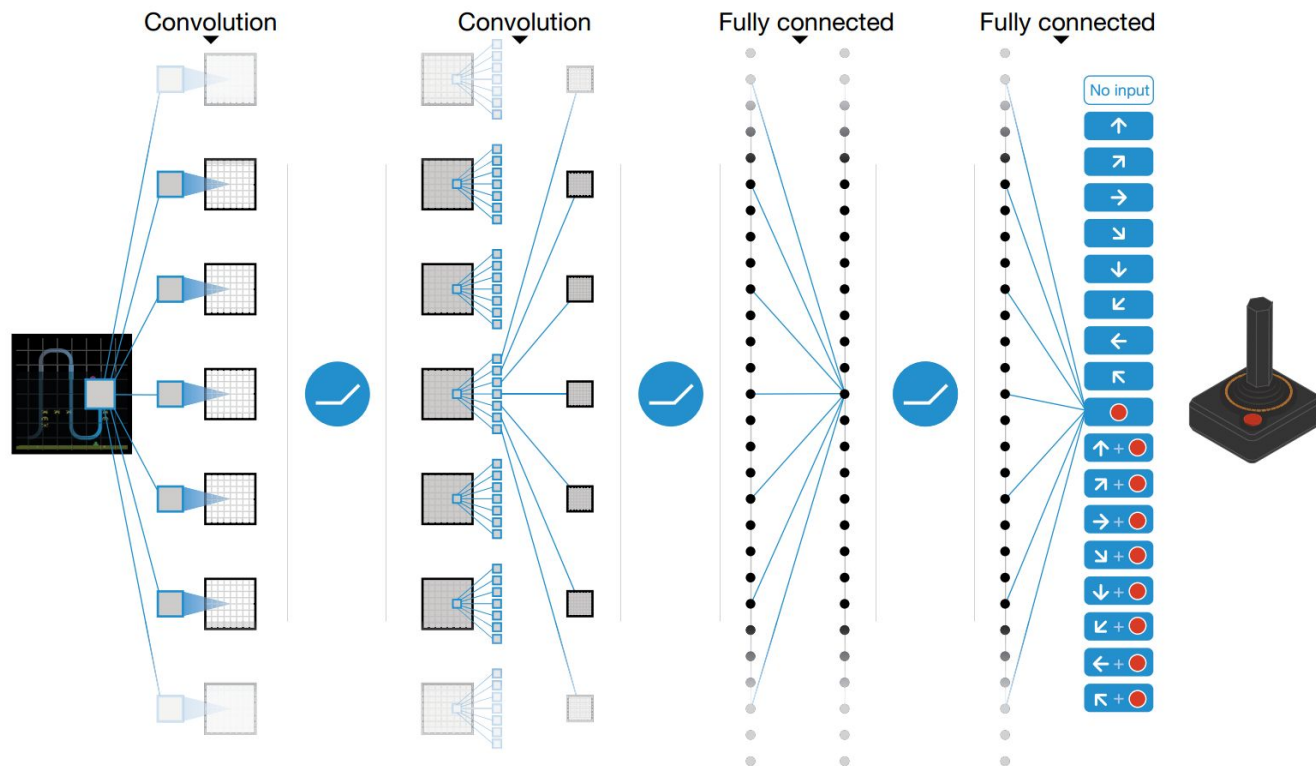 Convolution
Convolution
Fully connected
Fully connected
No input
+
+
+
+
+
+
+
+